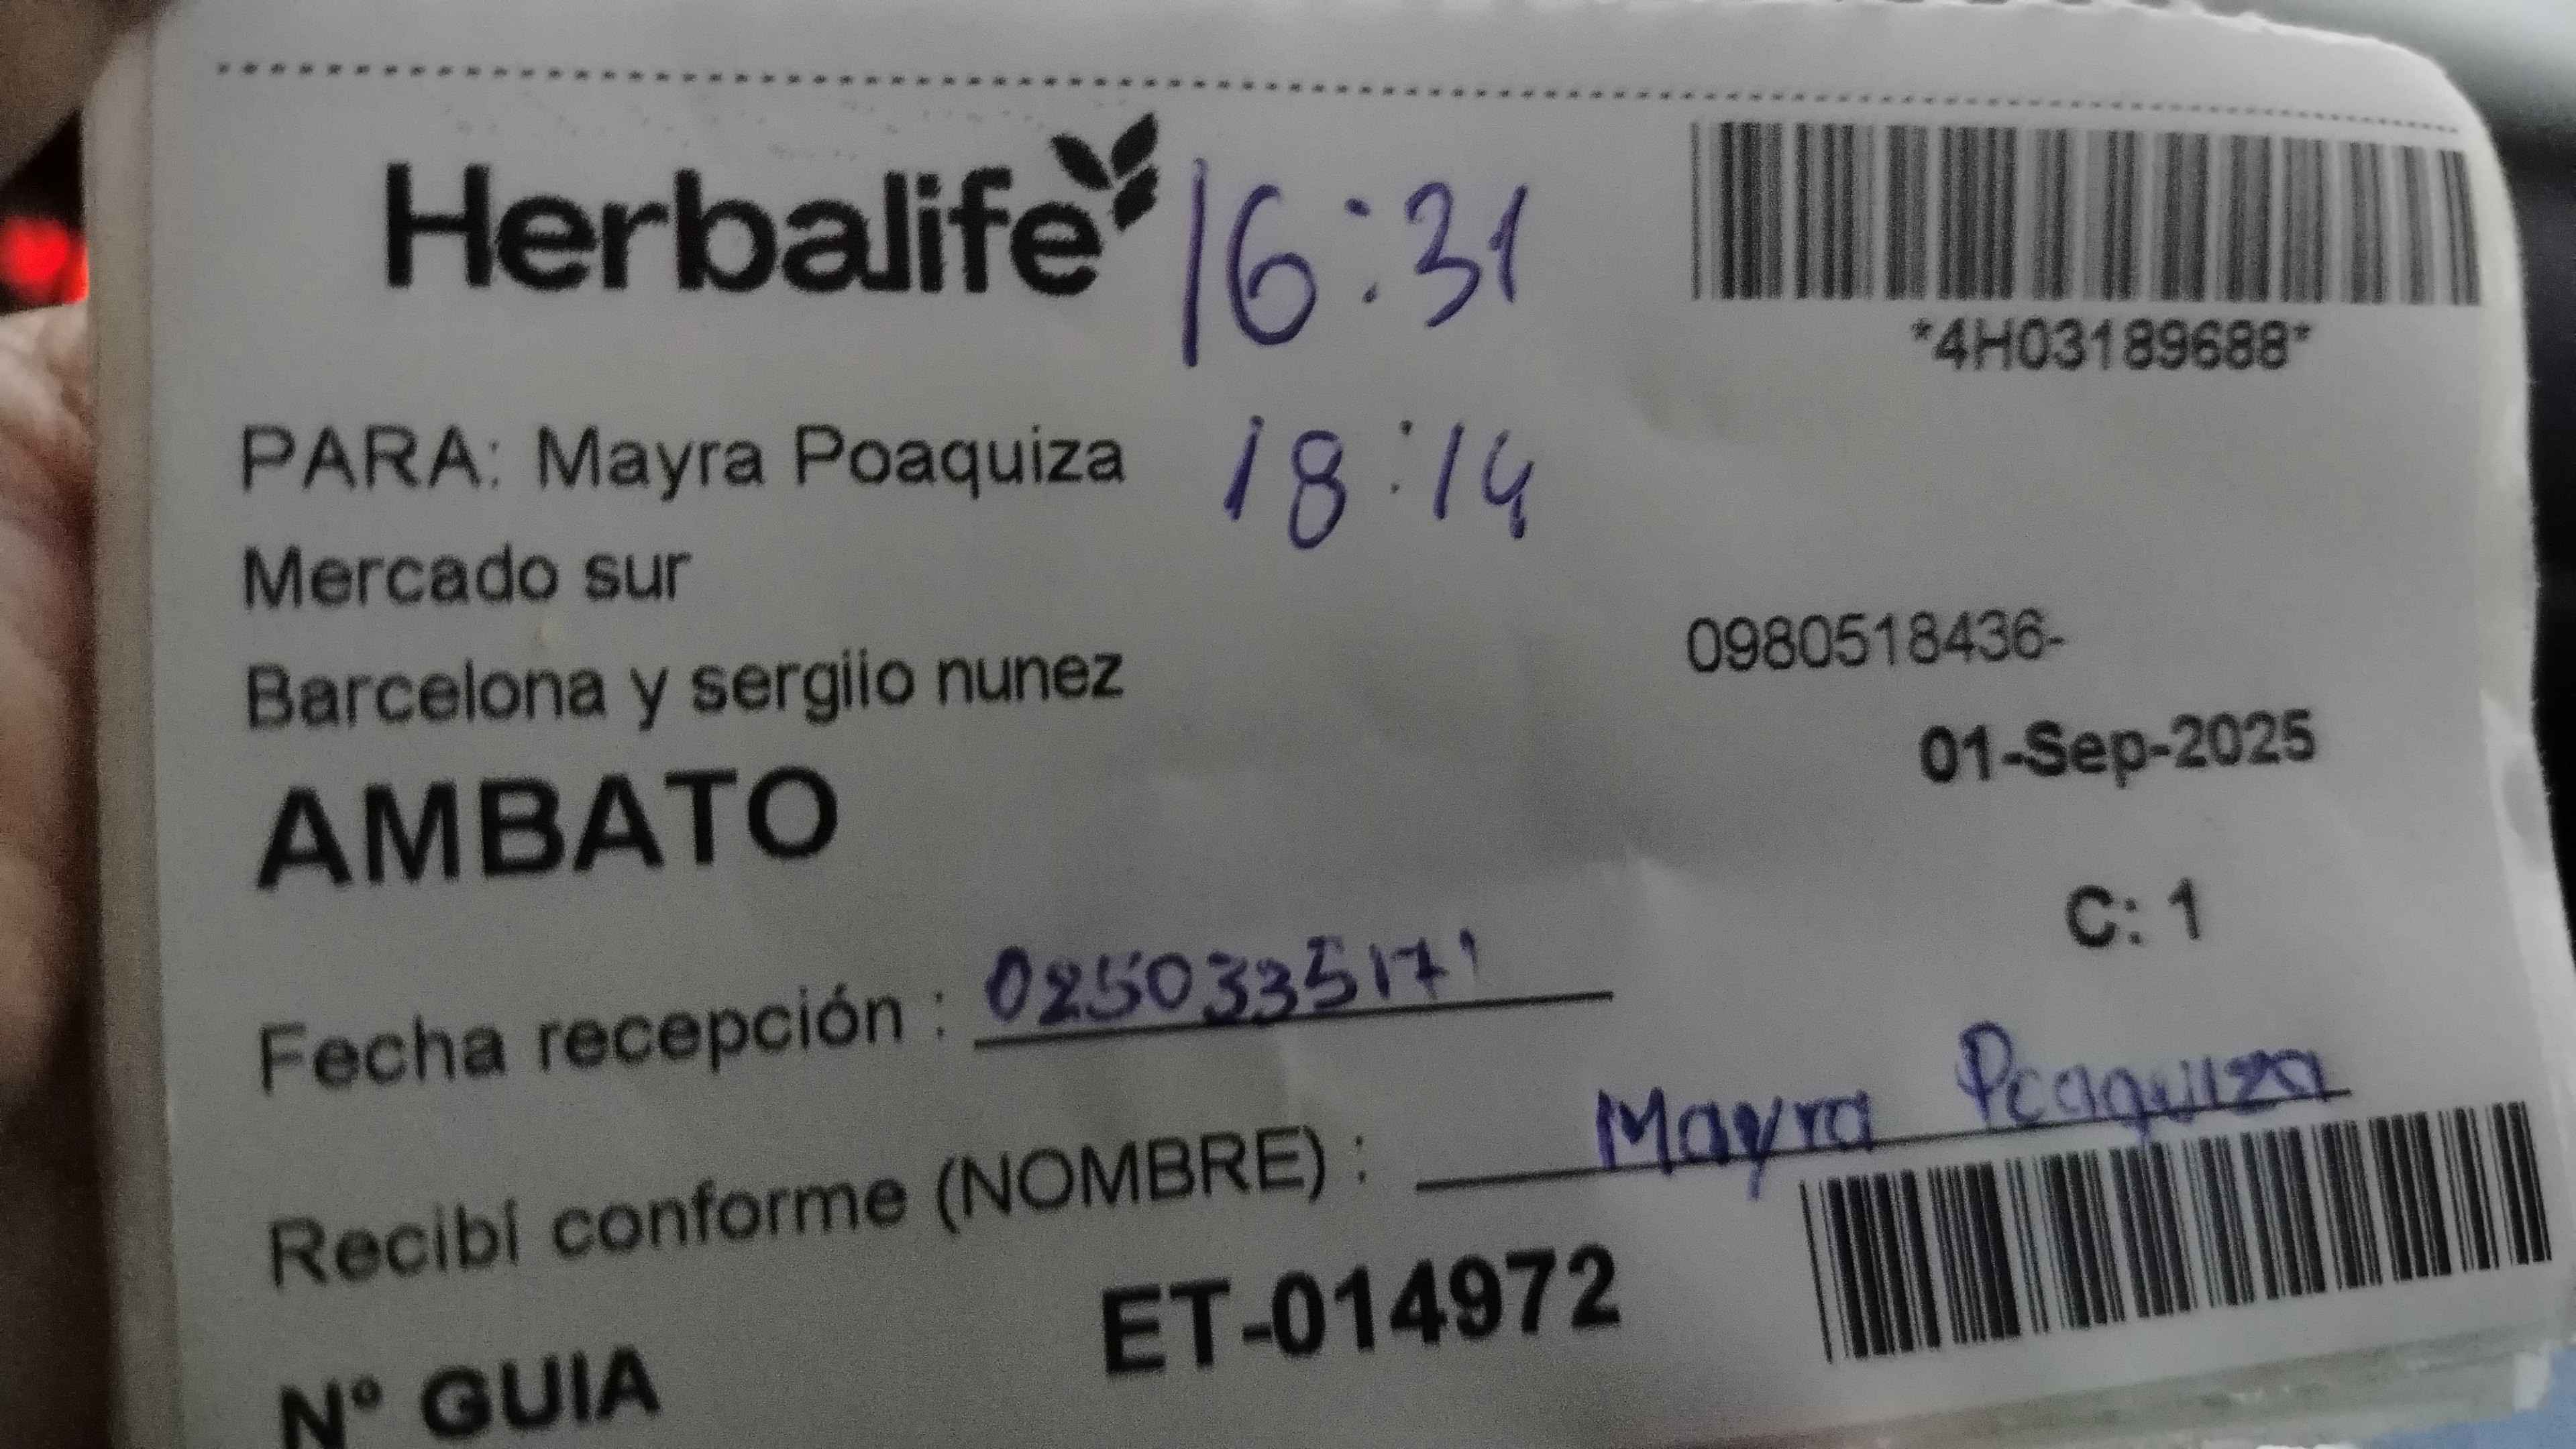 Herbalife 16:31
*4H03189688*
PARA: Mayra Poaquiza 18:14
Mercado sur
0980518436-
Barcelona y sergiio nunez
01-Sep-2025
AMBATO
C: 1
Fecha recepción : 0250335171
Recibí conforme (NOMBRE) : Mayra Poaquiza
N° GUIA ET-014972